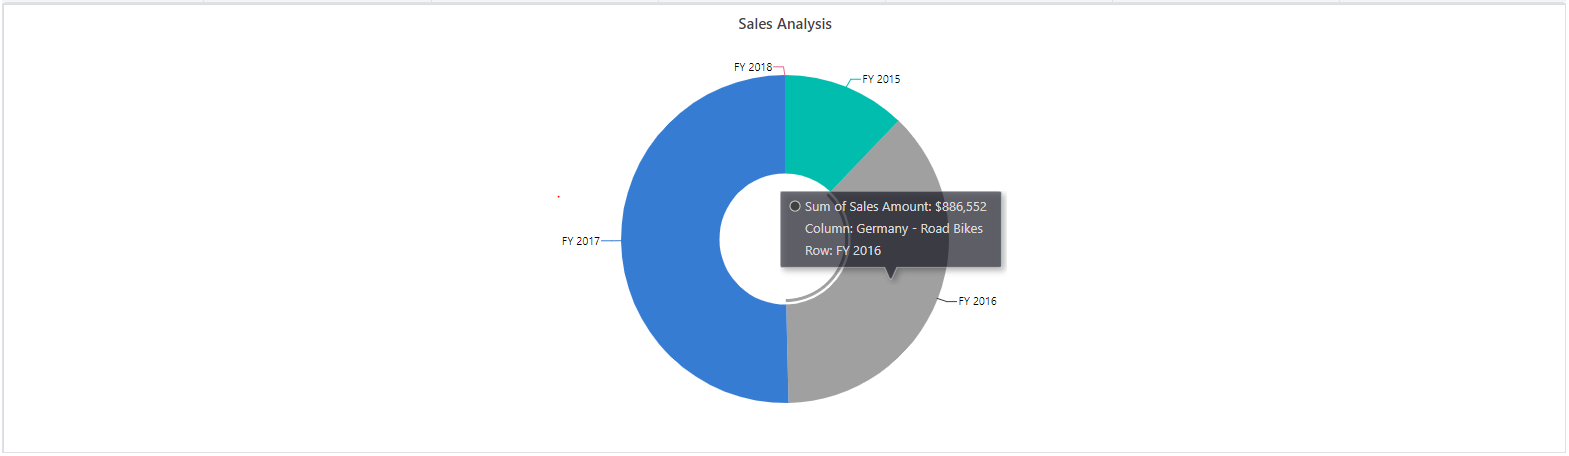 Sales Analysis
FY 2018
FY 2015
Sum of Sales Amount: $886,552
Column: Germany - Road Bikes
Row: FY 2016
FY 2017
FY 2016